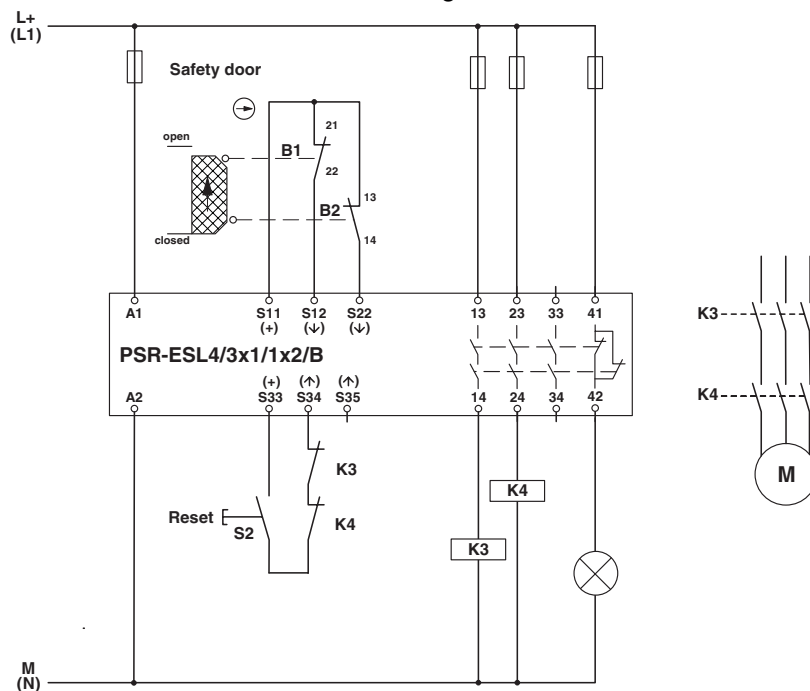 L+
(L1)
Safety door
open
closed
B1
21
22
B2
13
14
A1
S11
(+)
S12
(↓)
S22
(↓)
13
23
33
41
PSR-ESL4/3x1/1x2/B
A2
(+)
S33
(↑)
S34
(↑)
S35
14
24
34
42
K3
K4
Reset
S2
K4
K3
K3
K4
M
M
(N)